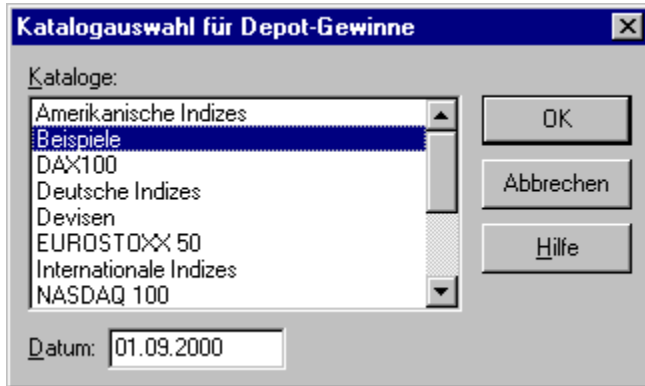 Katalogauswahl für Depot-Gewinne
Kataloge:
Amerikanische Indizes
Beispiele
DAX100
Deutsche Indizes
Devisen
EUROSTOXX 50
Internationale Indizes
NASDAQ 100
OK
Abbrechen
Hilfe
Datum: 01.09.2000